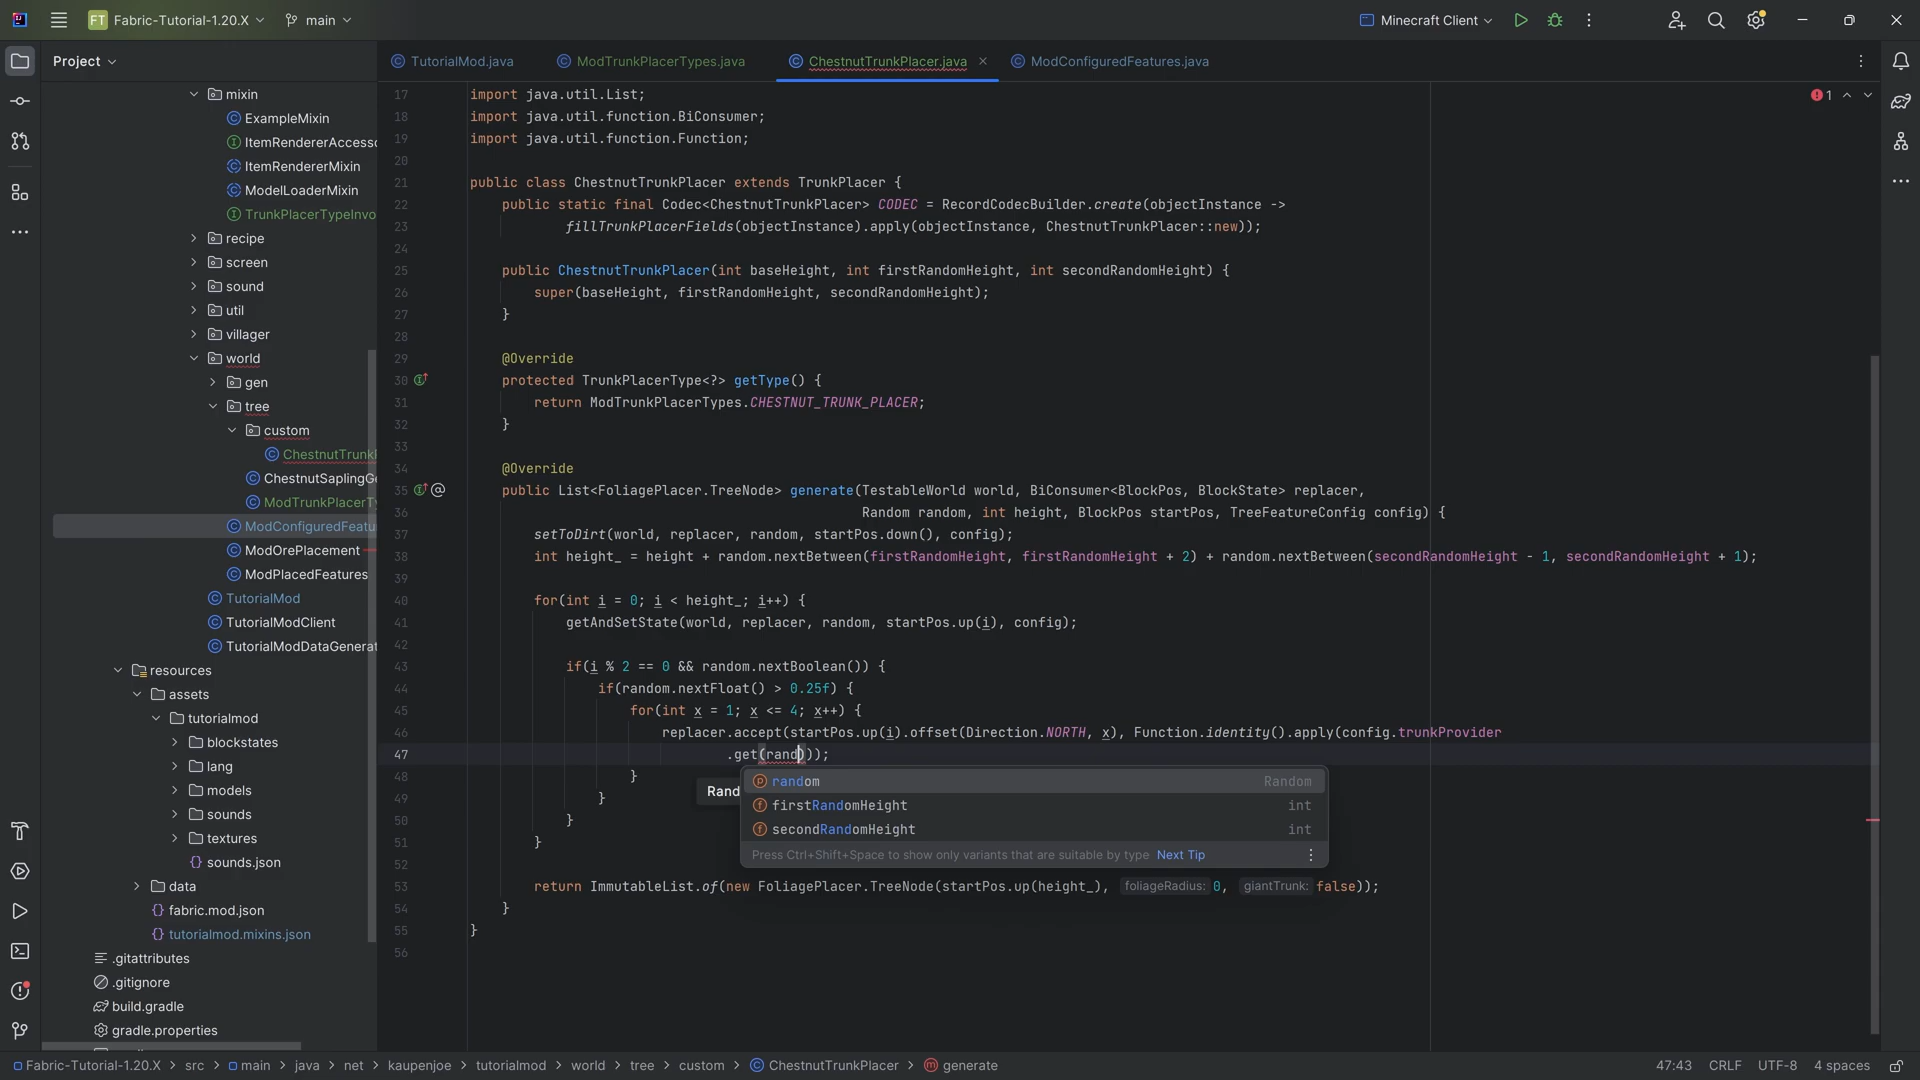 FT Fabric-Tutorial-1.20.X main Minecraft Client
Project
TutorialMod.java ModTrunkPlacerTypes.java ChestnutTrunkPlacer.java ModConfiguredFeatures.java
mixin
ExampleMixin
ItemRendererAccesso
ItemRendererMixin
ModelLoaderMixin
TrunkPlacerTypeInvo
recipe
screen
sound
util
villager
world
gen
tree
custom
ChestnutTrunkP
ChestnutSaplingGe
ModTrunkPlacerTy
ModConfiguredFeatu
ModOrePlacement
ModPlacedFeatures
TutorialMod
TutorialModClient
TutorialModDataGenerat
resources
assets
tutorialmod
blockstates
lang
models
sounds
textures
sounds.json
data
fabric.mod.json
tutorialmod.mixins.json
.gitattributes
.gitignore
build.gradle
gradle.properties
17 import java.util.List;
18 import java.util.function.BiConsumer;
19 import java.util.function.Function;
20
21 public class ChestnutTrunkPlacer extends TrunkPlacer {
22 public static final Codec<ChestnutTrunkPlacer> CODEC = RecordCodecBuilder.create(objectInstance ->
23 fillTrunkPlacerFields(objectInstance).apply(objectInstance, ChestnutTrunkPlacer::new));
24
25 public ChestnutTrunkPlacer(int baseHeight, int firstRandomHeight, int secondRandomHeight) {
26 super(baseHeight, firstRandomHeight, secondRandomHeight);
27 }
28
29 @Override
30 protected TrunkPlacerType<?> getType() {
31 return ModTrunkPlacerTypes.CHESTNUT_TRUNK_PLACER;
32 }
33
34 @Override
35 public List<FoliagePlacer.TreeNode> generate(TestableWorld world, BiConsumer<BlockPos, BlockState> replacer,
36 Random random, int height, BlockPos startPos, TreeFeatureConfig config) {
37 setToDirt(world, replacer, random, startPos.down(), config);
38 int height_ = height + random.nextBetween(firstRandomHeight, firstRandomHeight + 2) + random.nextBetween(secondRandomHeight - 1, secondRandomHeight + 1);
39
40 for(int i = 0; i < height_; i++) {
41 getAndSetState(world, replacer, random, startPos.up(i), config);
42
43 if(i % 2 == 0 && random.nextBoolean()) {
44 if(random.nextFloat() > 0.25f) {
45 for(int x = 1; x <= 4; x++) {
46 replacer.accept(startPos.up(i).offset(Direction.NORTH, x), Function.identity().apply(config.trunkProvider
47 .get(rand)));
48 }
49 }
50 }
51 }
52
53 return ImmutableList.of(new FoliagePlacer.TreeNode(startPos.up(height_), foliageRadius: 0, giantTrunk: false));
54 }
55 }
56
1
Rand
random Random
firstRandomHeight int
secondRandomHeight int
Press Ctrl+Shift+Space to show only variants that are suitable by type Next Tip
Fabric-Tutorial-1.20.X > src > main > java > net > kaupenjoe > tutorialmod > world > tree > custom > ChestnutTrunkPlacer > generate 47:43 CRLF UTF-8 4 spaces